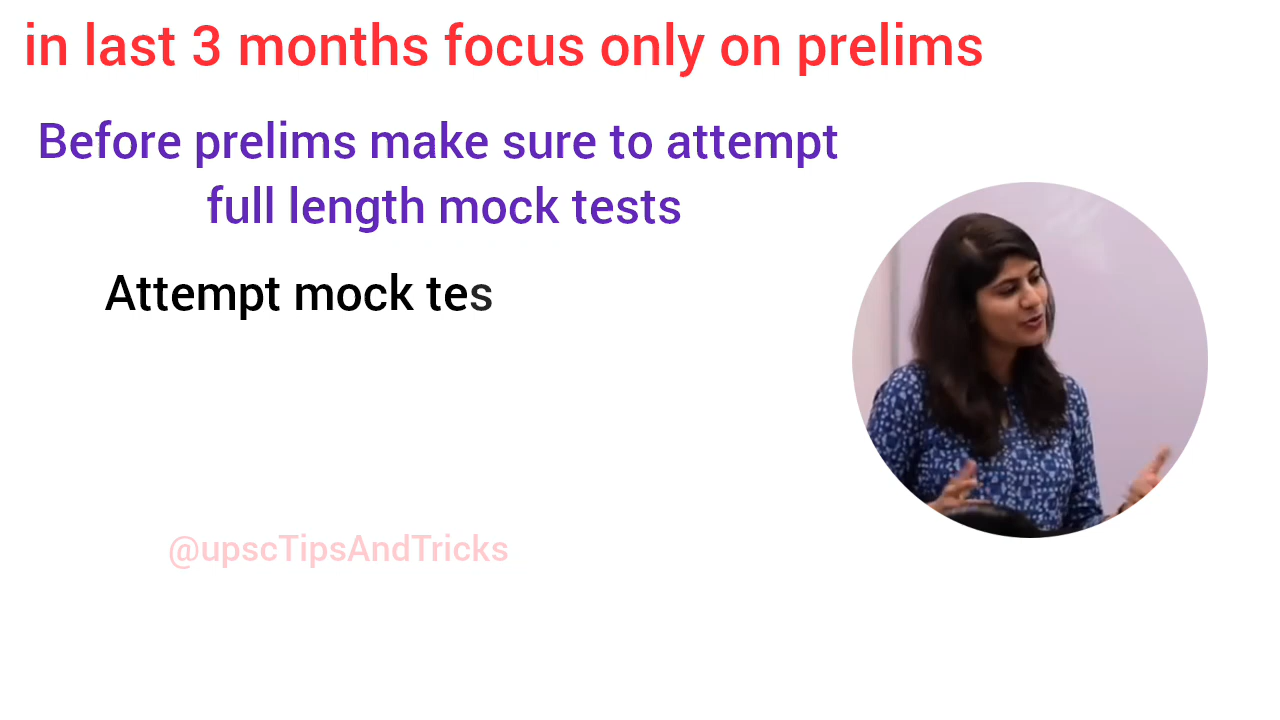 in last 3 months focus only on prelims
Before prelims make sure to attempt
full length mock tests
Attempt mock tes
@upscTipsAndTricks